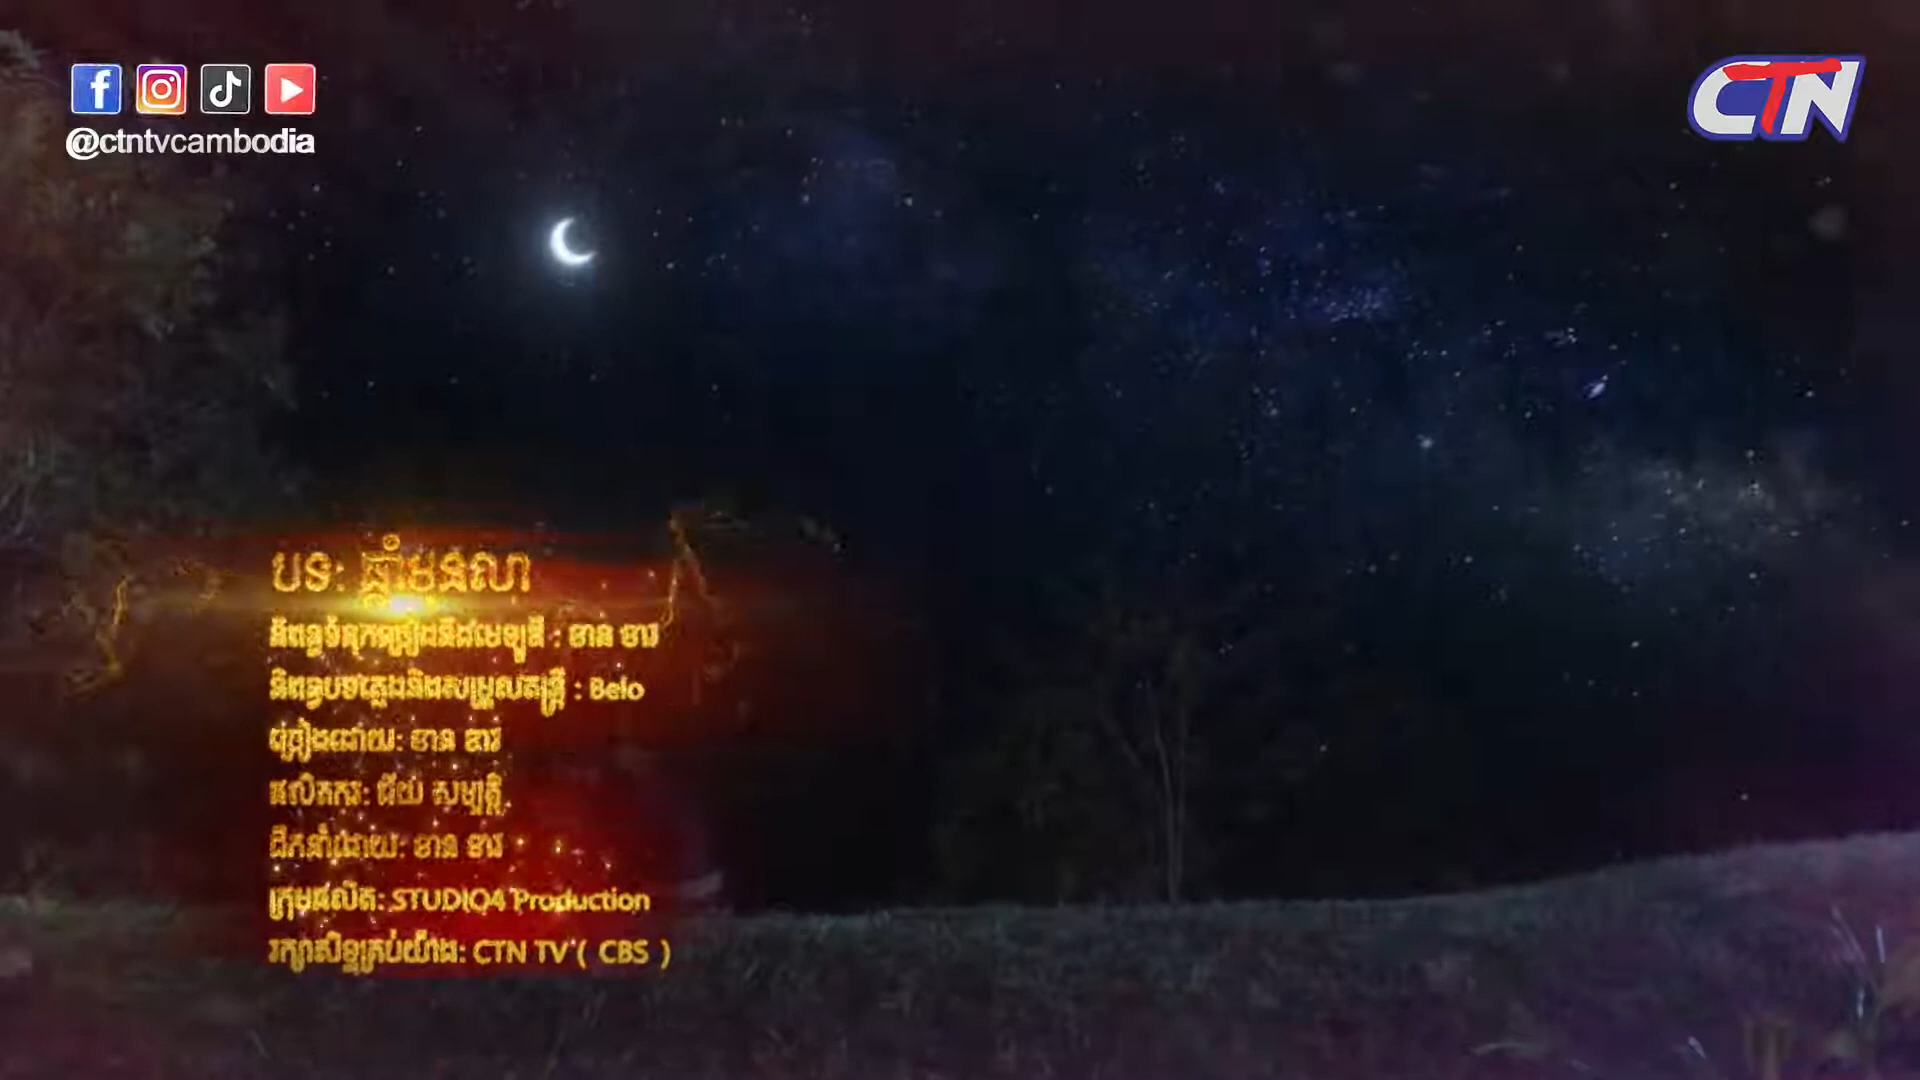 @ctntvcambodia
CTN
បទ: ផ្តាំមុនលា
និពន្ធទំនុកច្រៀងនិងមេឡូឌី : ខាន ខាវ
និពន្ធបទភ្លេងនិងសម្រួលតន្ត្រី : Belo
ច្រៀងដោយ: ខាន ខាវ
ផលិតករ: ជ័យ សម្បត្តិ
ដឹកនាំដោយ: ខាន ខាវ
ក្រុមផលិត: STUDIO4 Production
រក្សាសិទ្ធិគ្រប់យ៉ាង: CTN TV ( CBS )